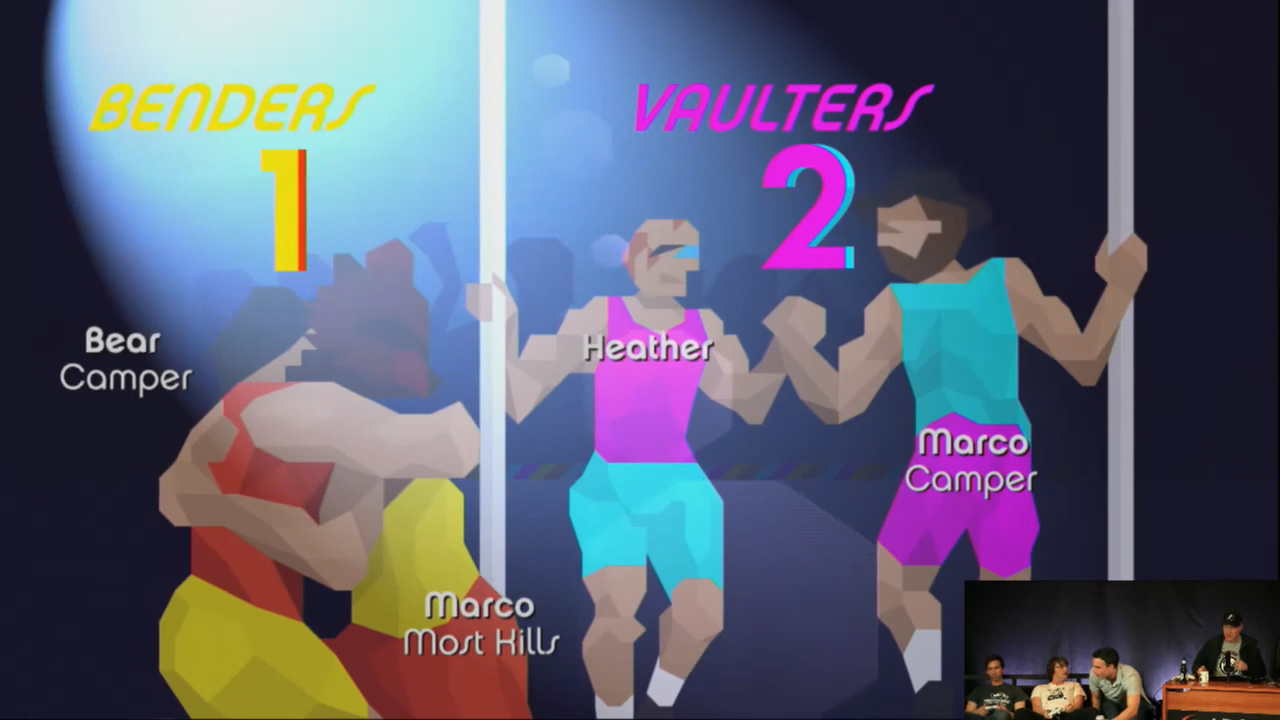 BENDERS
1
VAULTERS
2
Bear
Camper
Heather
Marco
Camper
Marco
Most Kills